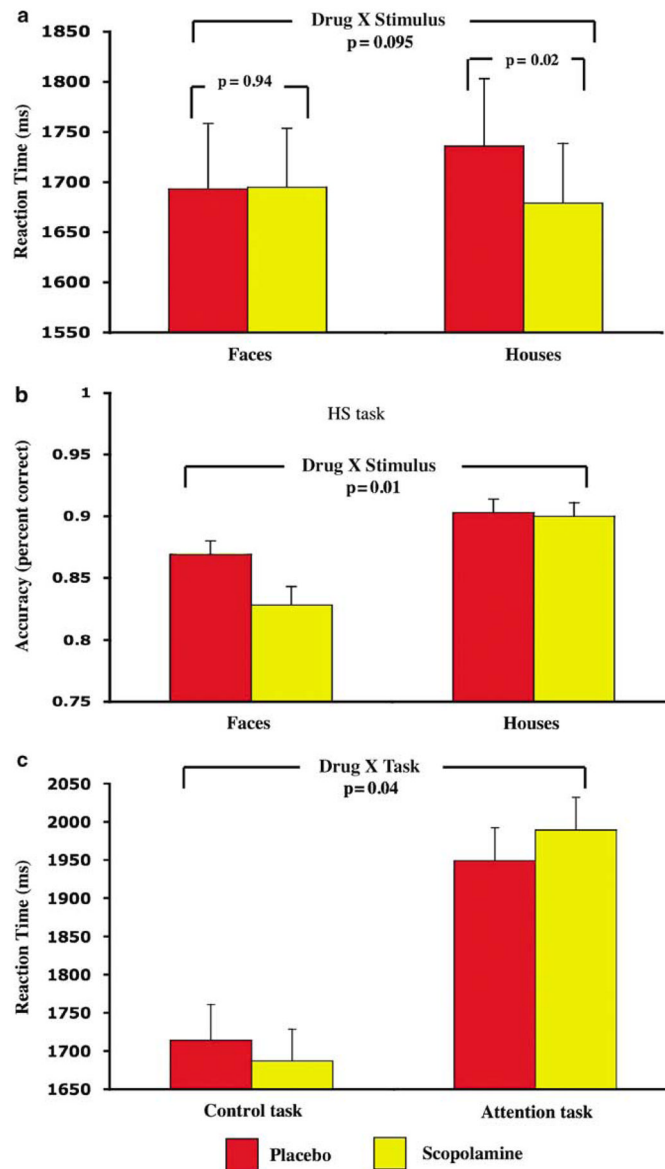 a
1850
1800
1750
1700
1650
1600
1550
Reaction Time (ms)
Drug X Stimulus
p = 0.095
p = 0.94
p = 0.02
Faces
Houses
b
1
0.95
0.9
0.85
0.8
0.75
Accuracy (percent correct)
HS task
Drug X Stimulus
p = 0.01
Faces
Houses
c
2050
2000
1950
1900
1850
1800
1750
1700
1650
Reaction Time (ms)
Drug X Task
p = 0.04
Control task
Attention task
Placebo
Scopolamine